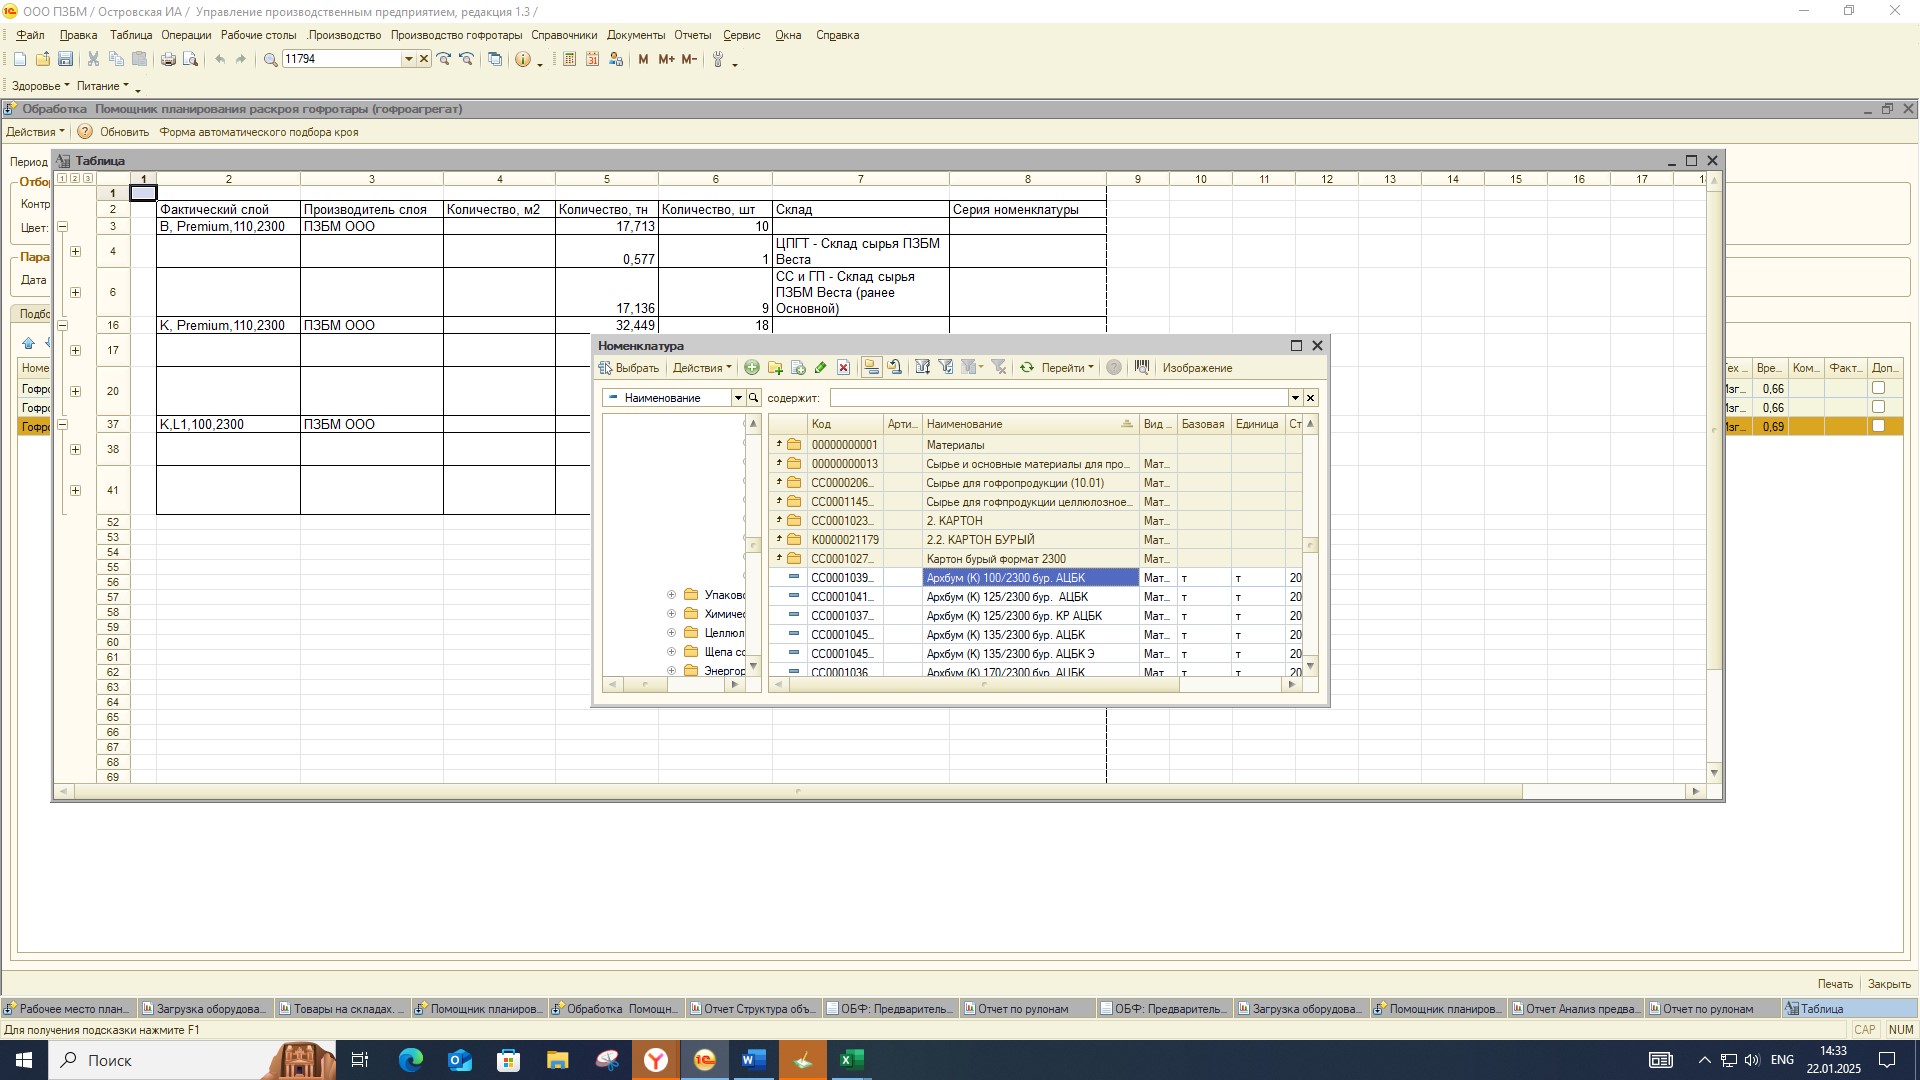 ООО ПЗБМ / Островская ИА / Управление производственным предприятием, редакция 1.3 /
Файл Правка Таблица Операции Рабочие столы .Производство Производство гофротары Справочники Документы Отчеты Сервис Окна Справка
11794 M M+ M-
Здоровье Питание
Обработка Помощник планирования раскроя гофротары (гофроагрегат)
Действия Обновить Форма автоматического подбора кроя
Период
Таблица
1 2 3 1 2 3 4 5 6 7 8 9 10 11 12 13 14 15 16 17
Отбо
1
Конт
2 Фактический слой Производитель слоя Количество, м2 Количество, тн Количество, шт Склад Серия номенклатуры
Цвет:
3 В, Premium,110,2300 ПЗБМ ООО 17,713 10
4 0,577 1 ЦПГТ - Склад сырья ПЗБМ Веста
Пара
Дата
6 17,136 9 СС и ГП - Склад сырья ПЗБМ Веста (ранее Основной)
Подбо
16 К, Premium,110,2300 ПЗБМ ООО 32,449 18
17
20
37 К,L1,100,2300 ПЗБМ ООО
38
41
52
53
54
55
56
57
58
59
60
61
62
63
64
65
66
67
68
69
Номе
Гофро
Гофро
Гофро
Тех ... Вре... Ком... Факт... Доп...
Изг... 0,66
Изг... 0,66
Изг... 0,69
Номенклатура
Выбрать Действия Перейти Изображение
Наименование содержит:
Код Арти... Наименование Вид ... Базовая Единица Ст
00000000001 Материалы
00000000013 Сырье и основные материалы для про... Мат...
СС0000206... Сырье для гофропродукции (10.01) Мат...
СС0001145... Сырье для гофпродукции целлюлозное... Мат...
СС0001023... 2. КАРТОН Мат...
К0000021179 2.2. КАРТОН БУРЫЙ Мат...
СС0001027... Картон бурый формат 2300 Мат...
СС0001039... Архбум (К) 100/2300 бур. АЦБК Мат... т т 20
СС0001041... Архбум (К) 125/2300 бур. АЦБК Мат... т т 20
СС0001037... Архбум (К) 125/2300 бур. КР АЦБК Мат... т т 20
СС0001045... Архбум (К) 135/2300 бур. АЦБК Мат... т т 20
СС0001045... Архбум (К) 135/2300 бур. АЦБК Э Мат... т т 20
СС0001036 Архбум (К) 170/2300 бур. АЦБК Мат... т т 20
Упаково
Химичес
Целлюл
Щепа со
Энергор
Печать Закрыть
Рабочее место план... Загрузка оборудова... Товары на складах. ... Помощник планиров... Обработка Помощн... Отчет Структура объ... ОБФ: Предваритель... Отчет по рулонам ОБФ: Предваритель... Загрузка оборудова... Помощник планиров... Отчет Анализ предва... Отчет по рулонам Таблица
Для получения подсказки нажмите F1 CAP NUM
Поиск ENG 14:33
22.01.2025